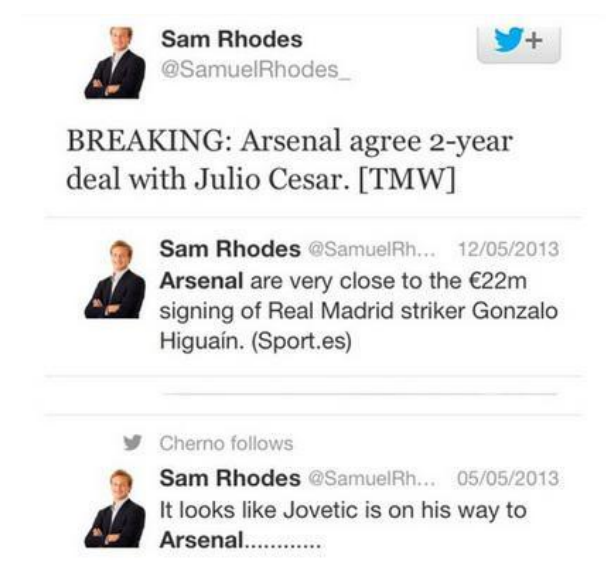 Sam Rhodes
@SamuelRhodes_
BREAKING: Arsenal agree 2-year
deal with Julio Cesar. [TMW]
Sam Rhodes @SamuelRh... 12/05/2013
Arsenal are very close to the €22m
signing of Real Madrid striker Gonzalo
Higuaín. (Sport.es)
Cherno follows
Sam Rhodes @SamuelRh... 05/05/2013
It looks like Jovetic is on his way to
Arsenal............